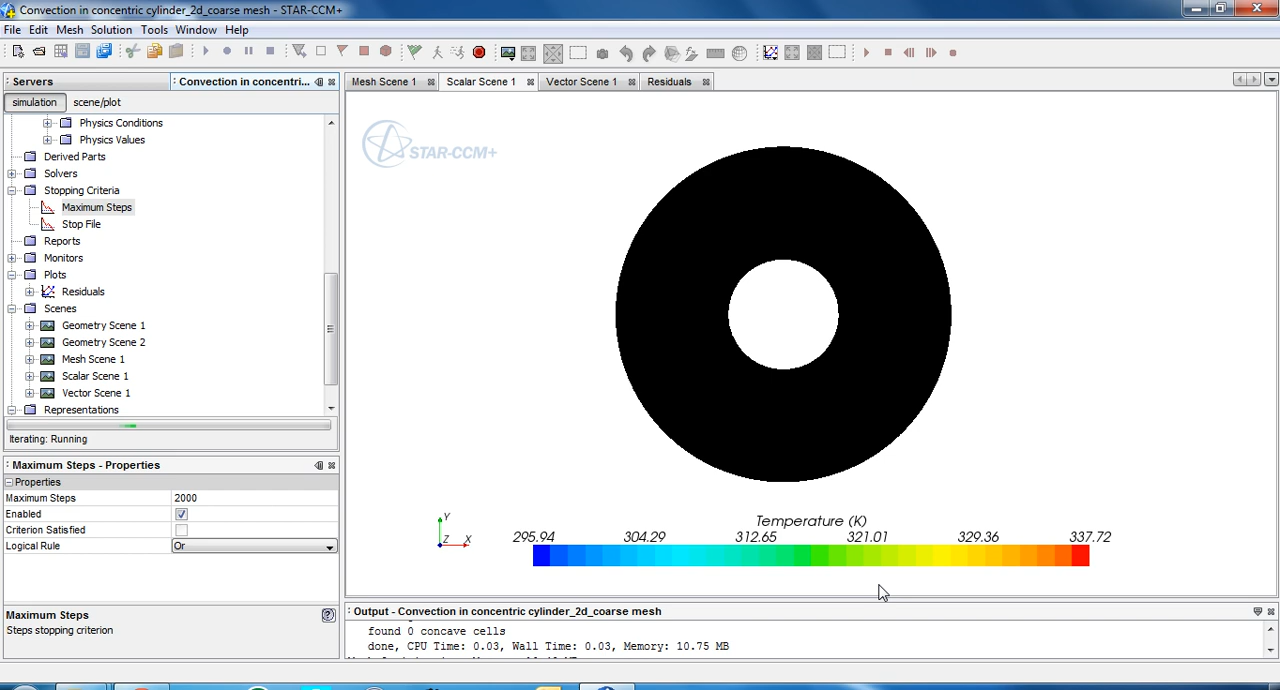 Convection in concentric cylinder_2d_coarse mesh - STAR-CCM+
File Edit Mesh Solution Tools Window Help
Servers
Convection in concentri...
simulation
scene/plot
Physics Conditions
Physics Values
Derived Parts
Solvers
Stopping Criteria
Maximum Steps
Stop File
Reports
Monitors
Plots
Residuals
Scenes
Geometry Scene 1
Geometry Scene 2
Mesh Scene 1
Scalar Scene 1
Vector Scene 1
Representations
Iterating: Running
Maximum Steps - Properties
Properties
Maximum Steps 2000
Enabled
Criterion Satisfied
Logical Rule Or
Maximum Steps
Steps stopping criterion
Mesh Scene 1
Scalar Scene 1
Vector Scene 1
Residuals
STAR-CCM+
Y
Z X
Temperature (K)
295.94 304.29 312.65 321.01 329.36 337.72
Output - Convection in concentric cylinder_2d_coarse mesh
found 0 concave cells
done, CPU Time: 0.03, Wall Time: 0.03, Memory: 10.75 MB